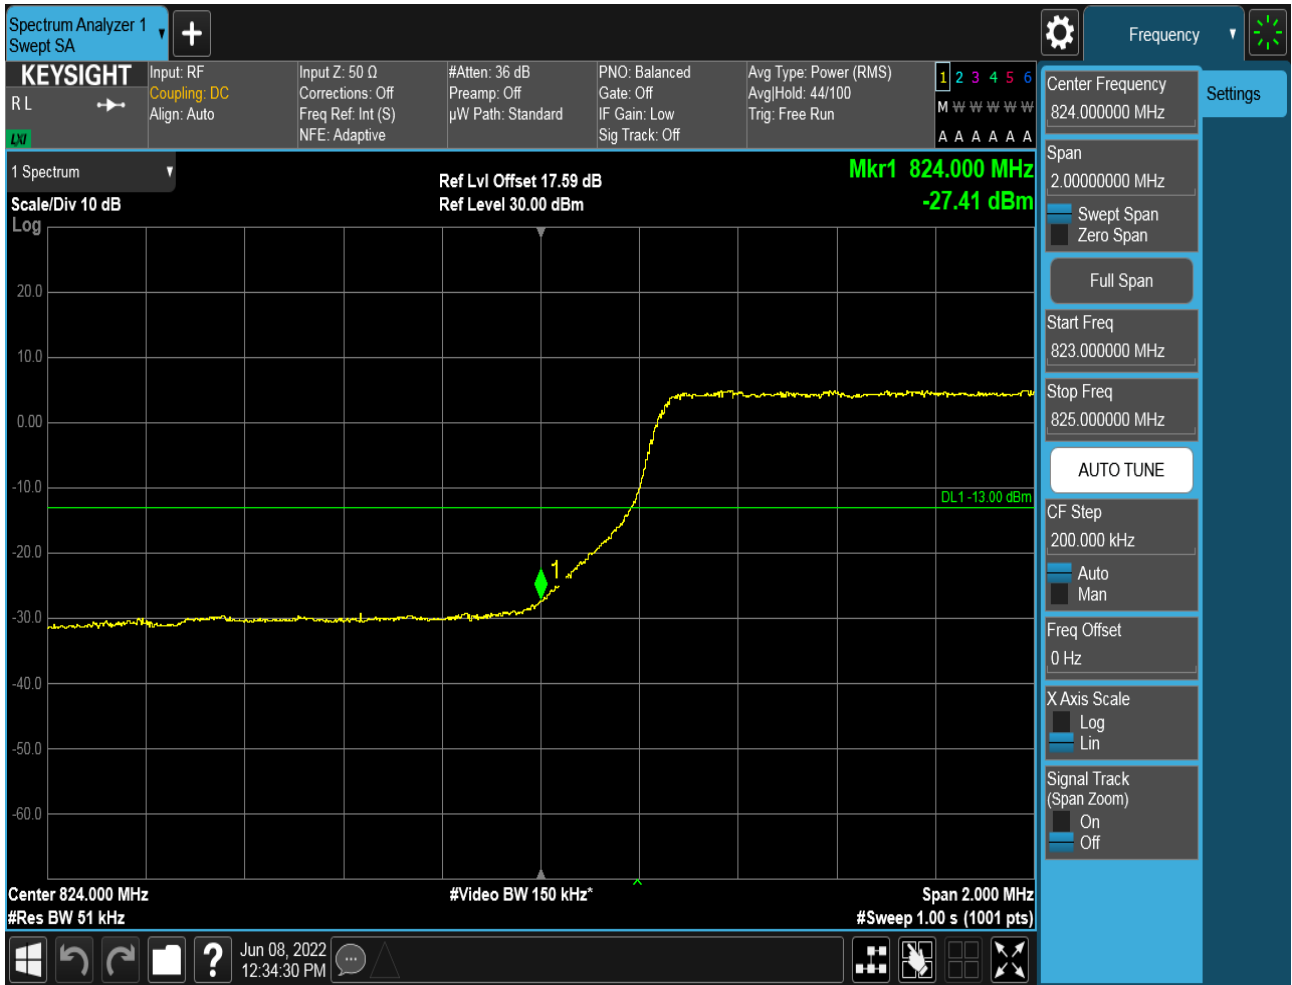 Spectrum Analyzer 1
Swept SA
Frequency
KEYSIGHT
R L
LXI
Input: RF
Coupling: DC
Align: Auto
Input Z: 50 Ω
Corrections: Off
Freq Ref: Int (S)
NFE: Adaptive
#Atten: 36 dB
Preamp: Off
µW Path: Standard
PNO: Balanced
Gate: Off
IF Gain: Low
Sig Track: Off
Avg Type: Power (RMS)
Avg|Hold: 44/100
Trig: Free Run
1 2 3 4 5 6
M W W W W W
A A A A A A
1 Spectrum
Scale/Div 10 dB
Log
Ref Lvl Offset 17.59 dB
Ref Level 30.00 dBm
Mkr1 824.000 MHz
-27.41 dBm
20.0
10.0
0.00
-10.0
-20.0
-30.0
-40.0
-50.0
-60.0
DL1 -13.00 dBm
1
Center 824.000 MHz
#Res BW 51 kHz
#Video BW 150 kHz*
Span 2.000 MHz
#Sweep 1.00 s (1001 pts)
?
Jun 08, 2022
12:34:30 PM
Center Frequency
824.000000 MHz
Span
2.00000000 MHz
Swept Span
Zero Span
Full Span
Start Freq
823.000000 MHz
Stop Freq
825.000000 MHz
AUTO TUNE
CF Step
200.000 kHz
Auto
Man
Freq Offset
0 Hz
X Axis Scale
Log
Lin
Signal Track
(Span Zoom)
On
Off
Settings